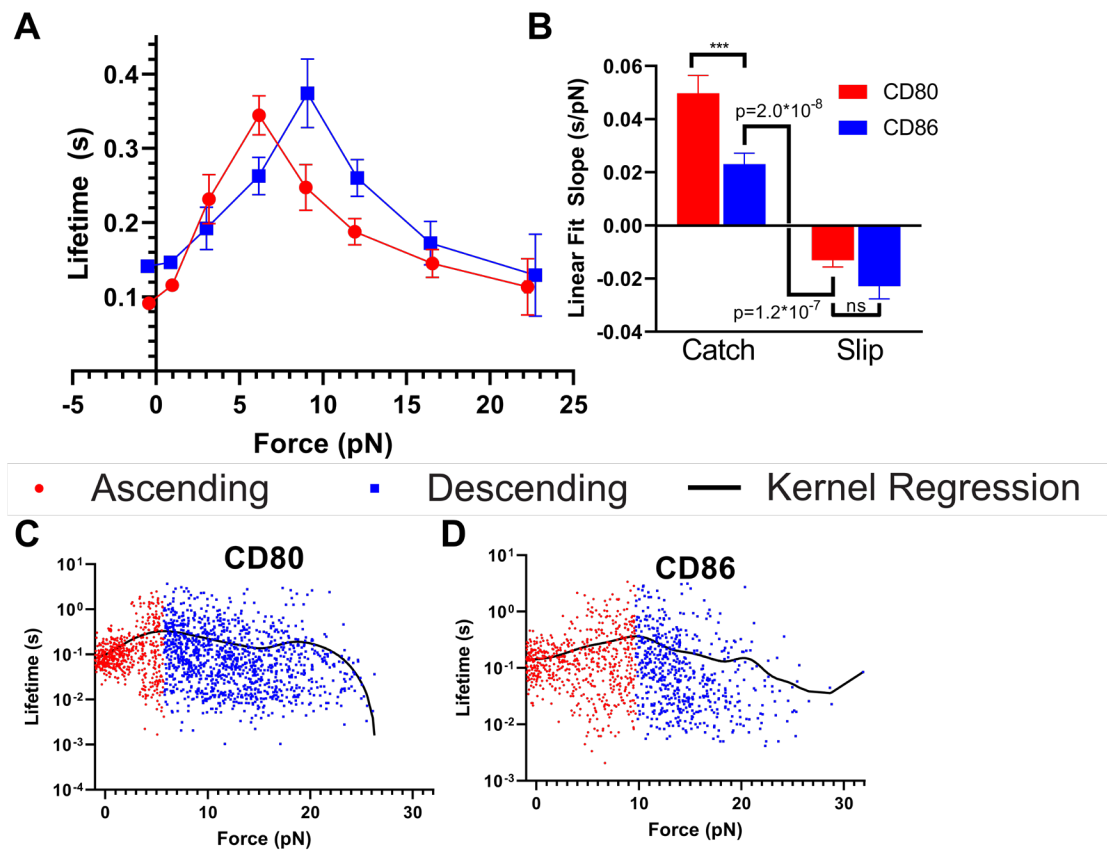 A
Lifetime (s)
0.4
0.3
0.2
0.1
-5 0 5 10 15 20 25
Force (pN)
B
Linear Fit Slope (s/pN)
0.06
0.04
0.02
0.00
-0.02
-0.04
***
p=2.0*10⁻⁸
p=1.2*10⁻⁷
ns
CD80
CD86
Catch Slip
Ascending Descending Kernel Regression
C
CD80
Lifetime (s)
10¹
10⁰
10⁻¹
10⁻²
10⁻³
10⁻⁴
0 10 20 30
Force (pN)
D
CD86
Lifetime (s)
10¹
10⁰
10⁻¹
10⁻²
10⁻³
0 10 20 30
Force (pN)